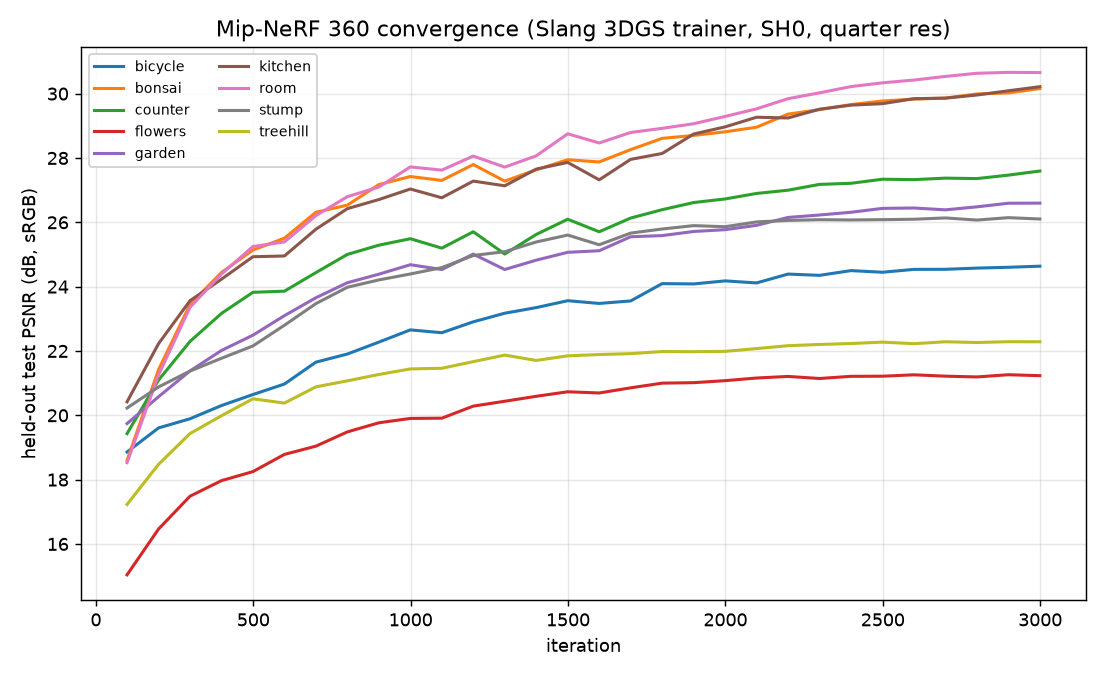 Mip-NeRF 360 convergence (Slang 3DGS trainer, SH0, quarter res)
bicycle
bonsai
counter
flowers
garden
kitchen
room
stump
treehill
held-out test PSNR (dB, sRGB)
30
28
26
24
22
20
18
16
0 500 1000 1500 2000 2500 3000
iteration